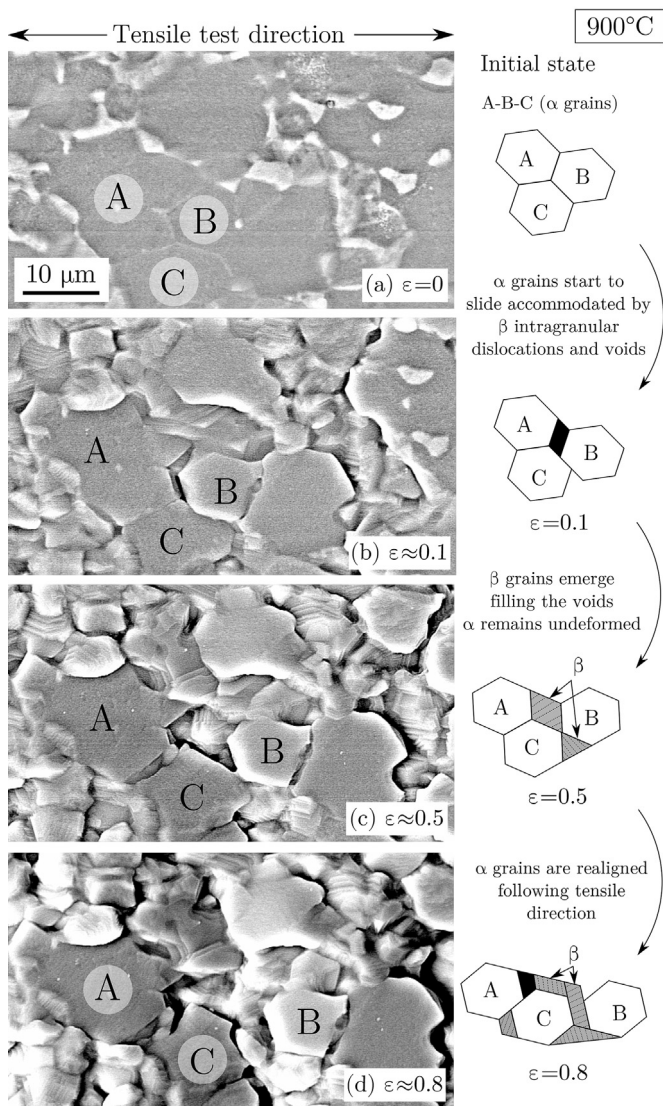 Tensile test direction
900°C
Initial state
A-B-C (α grains)
A
B
C
A
B
C
10 μm
(a) ε=0
α grains start to
slide accommodated by
β intragranular
dislocations and voids
A
B
C
(b) ε≈0.1
A
B
C
ε=0.1
β grains emerge
filling the voids
α remains undeformed
A
B
C
(c) ε≈0.5
β
A
B
C
ε=0.5
α grains are realigned
following tensile
direction
A
B
C
(d) ε≈0.8
β
A
C
B
ε=0.8